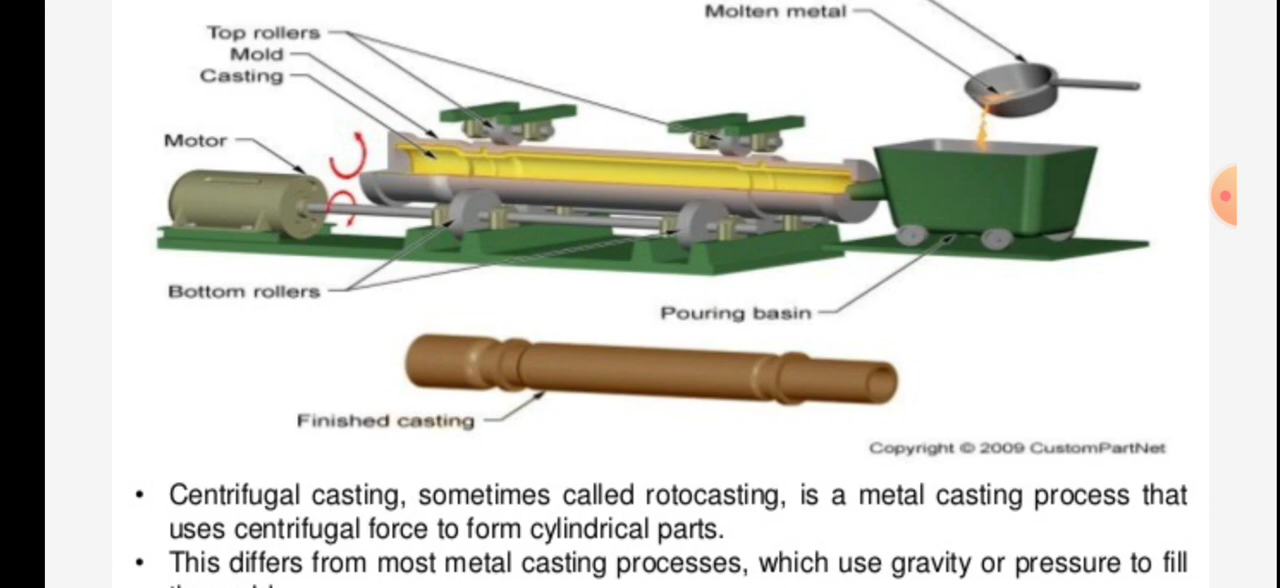 Molten metal
Top rollers
Mold
Casting
Motor
Bottom rollers
Pouring basin
Finished casting
Copyright © 2009 CustomPartNet
• Centrifugal casting, sometimes called rotocasting, is a metal casting process that
uses centrifugal force to form cylindrical parts.
• This differs from most metal casting processes, which use gravity or pressure to fill